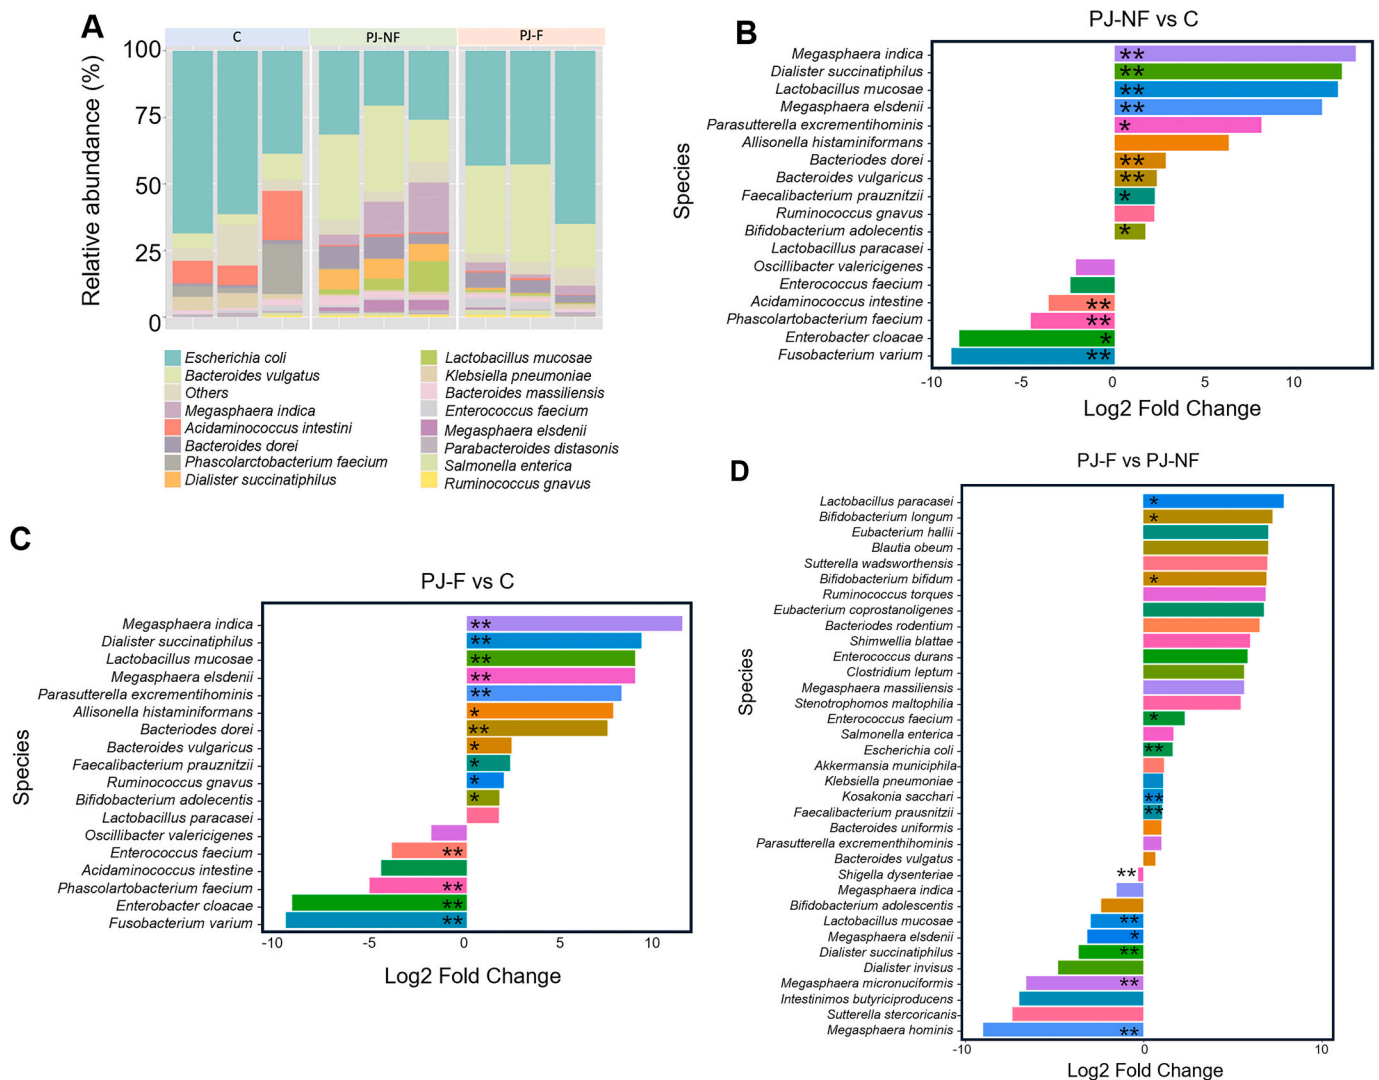 A
C
PJ-NF
PJ-F
Relative abundance (%)
100
75
50
25
0
Escherichia coli
Bacteroides vulgatus
Others
Megasphaera indica
Acidaminococcus intestini
Bacteroides dorei
Phascolarctobacterium faecium
Dialister succinatiphilus
Lactobacillus mucosae
Klebsiella pneumoniae
Bacteroides massiliensis
Enterococcus faecium
Megasphaera elsdenii
Parabacteroides distasonis
Salmonella enterica
Ruminococcus gnavus
B
PJ-NF vs C
Species
Megasphaera indica **
Dialister succinatiphilus **
Lactobacillus mucosae **
Megasphaera elsdenii **
Parasutterella excrementihominis *
Allisonella histaminiformans
Bacteriodes dorei **
Bacteroides vulgaricus **
Faecalibacterium prauznitzii *
Ruminococcus gnavus
Bifidobacterium adolecentis *
Lactobacillus paracasei
Oscillibacter valericigenes
Enterococcus faecium
Acidaminococcus intestine **
Phascolartobacterium faecium **
Enterobacter cloacae *
Fusobacterium varium **
-10 -5 0 5 10
Log2 Fold Change
C
PJ-F vs C
Species
Megasphaera indica **
Dialister succinatiphilus **
Lactobacillus mucosae **
Megasphaera elsdenii **
Parasutterella excrementihominis **
Allisonella histaminiformans *
Bacteriodes dorei **
Bacteroides vulgaricus *
Faecalibacterium prauznitzii *
Ruminococcus gnavus *
Bifidobacterium adolecentis *
Lactobacillus paracasei
Oscillibacter valericigenes
Enterococcus faecium **
Acidaminococcus intestine
Phascolartobacterium faecium **
Enterobacter cloacae **
Fusobacterium varium **
-10 -5 0 5 10
Log2 Fold Change
D
PJ-F vs PJ-NF
Species
Lactobacillus paracasei *
Bifidobacterium longum *
Eubacterium hallii
Blautia obeum
Sutterella wadsworthensis
Bifidobacterium bifidum *
Ruminococcus torques
Eubacterium coprostanoligenes
Bacteriodes rodentium
Shimwellia blattae
Enterococcus durans
Clostridium leptum
Megasphaera massiliensis
Stenotrophomos maltophilia
Enterococcus faecium *
Salmonella enterica
Escherichia coli **
Akkermansia municiphila
Klebsiella pneumoniae
Kosakonia sacchari **
Faecalibacterium prausnitzii **
Bacteroides uniformis
Parasutterella excrementhihominis
Bacteroides vulgatus
Shigella dysenteriae **
Megasphaera indica
Bifidobacterium adolescentis
Lactobacillus mucosae **
Megasphaera elsdenii *
Dialister succinatiphilus **
Dialister invisus
Megasphaera micronuciformis **
Intestinimos butyriciproducens
Sutterella stercoricanis
Megasphaera hominis **
-10 0 10
Log2 Fold Change